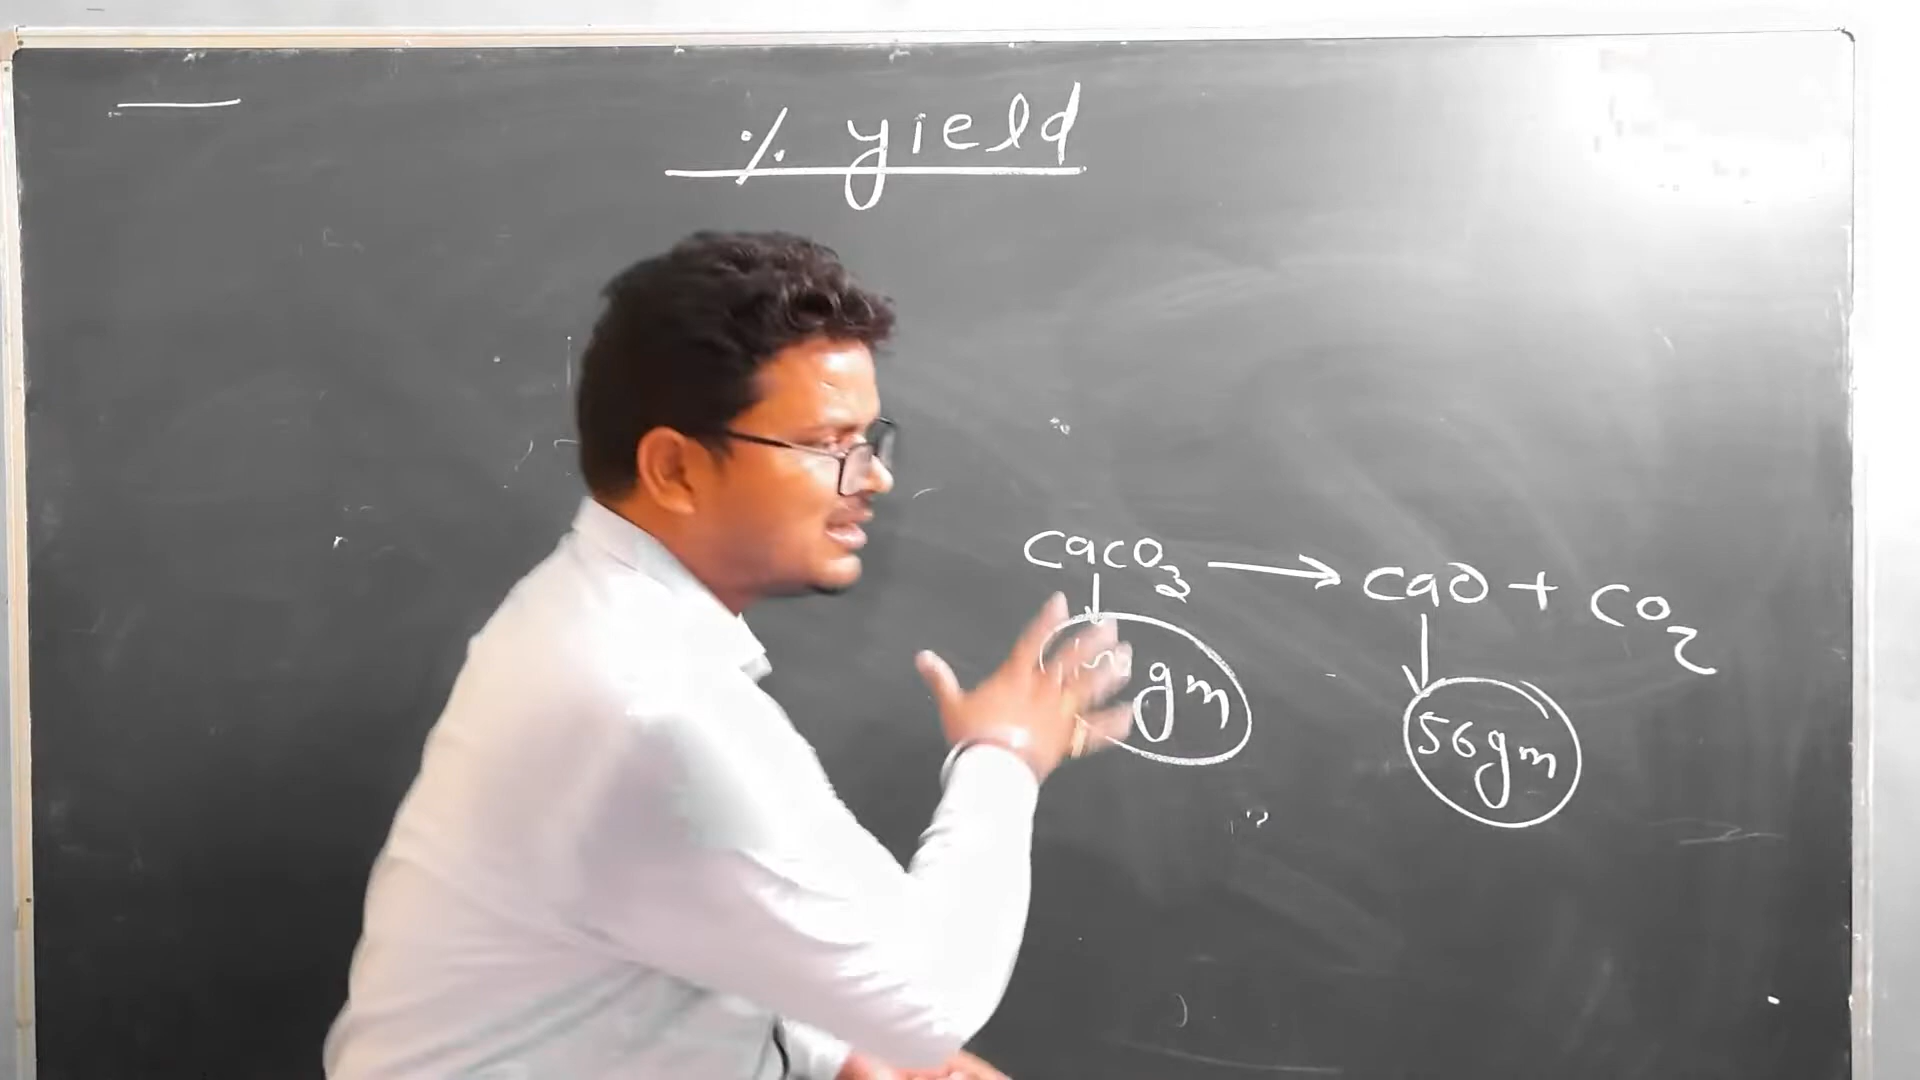 % yield
CaCO₃ → CaO + CO₂
gm
56gm